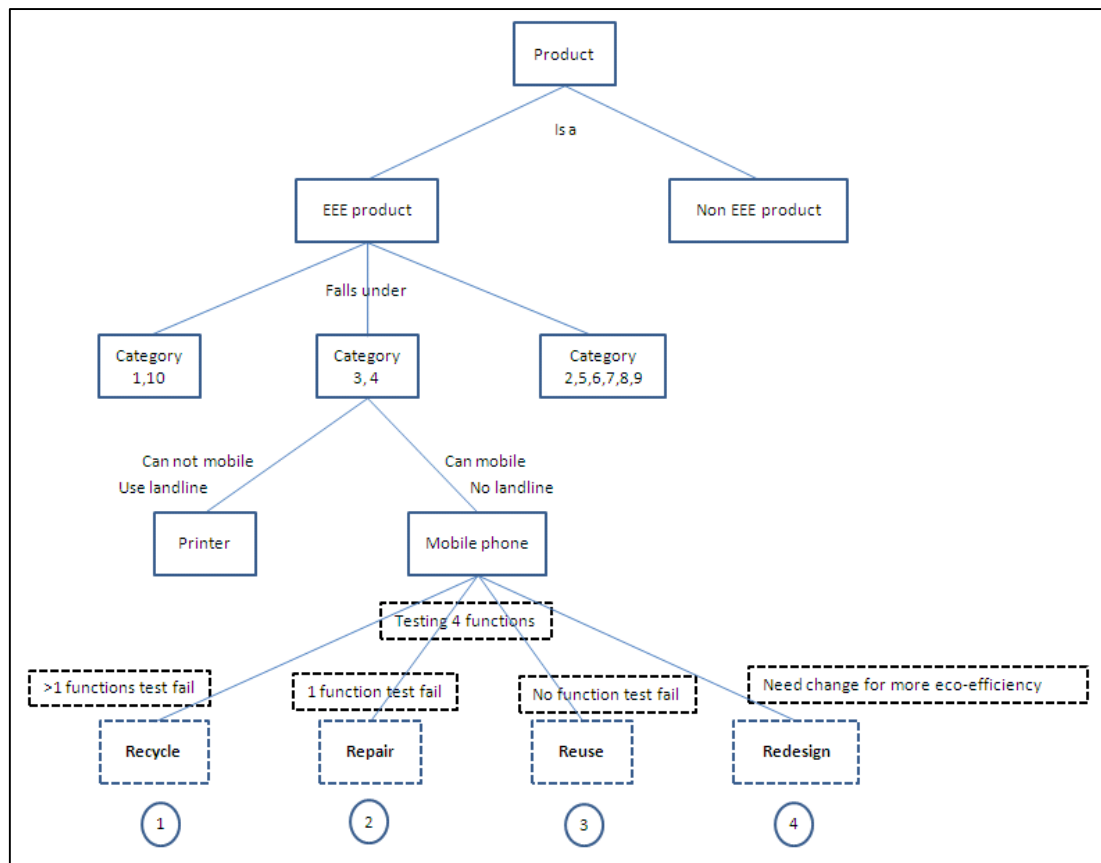 Product
Is a
EEE product
Non EEE product
Falls under
Category
1,10
Category
3, 4
Category
2,5,6,7,8,9
Can not mobile
Use landline
Can mobile
No landline
Printer
Mobile phone
Testing 4 functions
>1 functions test fail
1 function test fail
No function test fail
Need change for more eco-efficiency
Recycle
Repair
Reuse
Redesign
1
2
3
4